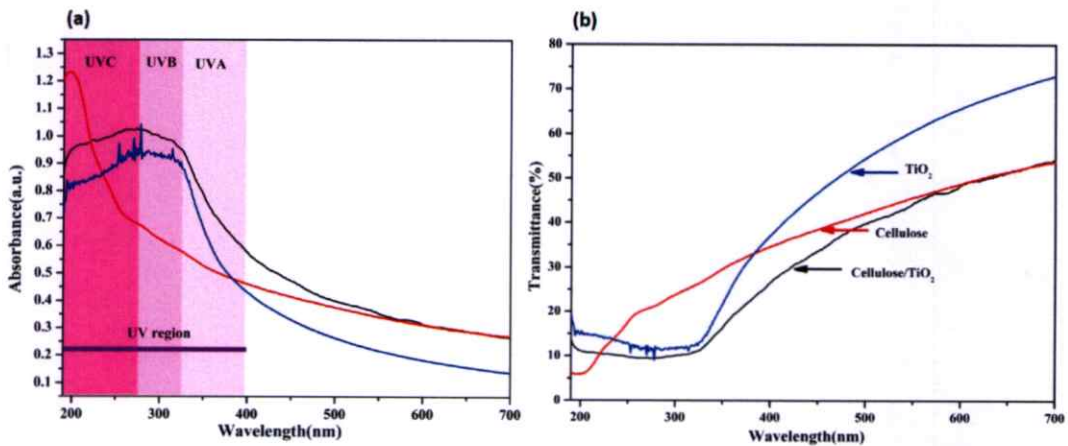 (a)
1.3
1.2
1.1
1.0
0.9
0.8
0.7
0.6
0.5
0.4
0.3
0.2
0.1
Absorbance(a.u.)
UVC UVB UVA
UV region
200 300 400 500 600 700
Wavelength(nm)
(b)
80
70
60
50
40
30
20
10
0
Transmittance(%)
TiO₂
Cellulose
Cellulose/TiO₂
200 300 400 500 600 700
Wavelength(nm)